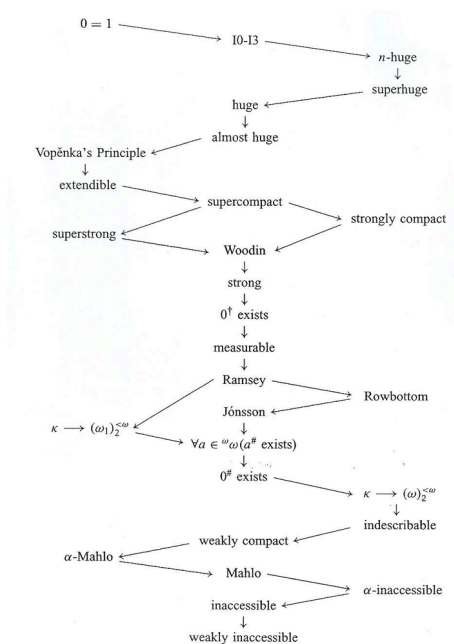 0 = 1
I0-I3
n-huge
superhuge
huge
almost huge
Vopěnka's Principle
extendible
supercompact
strongly compact
superstrong
Woodin
strong
0† exists
measurable
Ramsey
Rowbottom
Jónsson
κ → (ω₁)₂^{<ω}
∀a ∈ ^ωω(a^# exists)
0^# exists
κ → (ω)₂^{<ω}
indescribable
weakly compact
α-Mahlo
Mahlo
α-inaccessible
inaccessible
weakly inaccessible